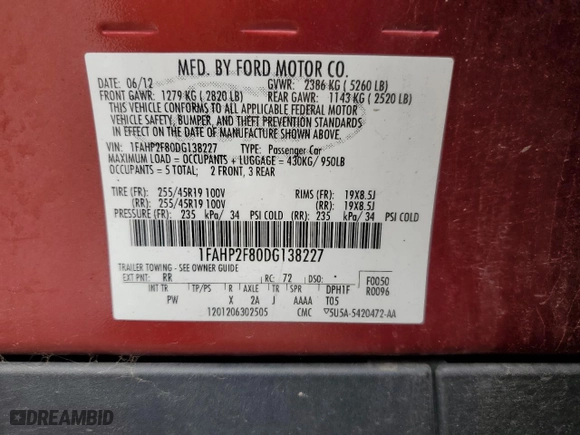 MFD. BY FORD MOTOR CO.
DATE: 06/12 GVWR: 2386 KG ( 5260 LB)
FRONT GAWR: 1279 KG ( 2820 LB) REAR GAWR: 1143 KG ( 2520 LB)
THIS VEHICLE CONFORMS TO ALL APPLICABLE FEDERAL MOTOR
VEHICLE SAFETY, BUMPER, AND THEFT PREVENTION STANDARDS
IN EFFECT ON THE DATE OF MANUFACTURE SHOWN ABOVE.
VIN: 1FAHP2F80DG138227 TYPE: Passenger Car
MAXIMUM LOAD = OCCUPANTS + LUGGAGE = 430KG/ 950LB
OCCUPANTS = 5 TOTAL; 2 FRONT, 3 REAR
TIRE (FR): 255/45R19 100V RIMS (FR): 19X8.5J
(RR): 255/45R19 100V (RR): 19X8.5J
PRESSURE (FR): 235 kPa/ 34 PSI COLD (RR): 235 kPa/ 34 PSI COLD
1FAHP2F80DG138227
TRAILER TOWING - SEE OWNER GUIDE
EXT PNT: RR RC: 72 DSO: F0050
INT TR TP/PS R AXLE TR SPR DPH1F R0096
PW X 2A J AAAA T05
1201206302505 CMC ▽5U5A-5420472-AA
DREAMBID